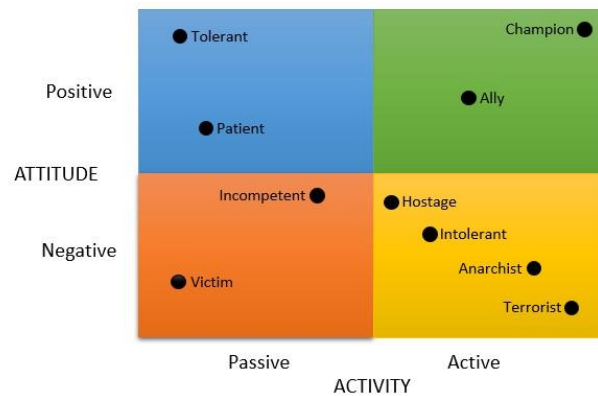 Tolerant
Champion
Positive
Ally
Patient
ATTITUDE
Incompetent
Hostage
Intolerant
Negative
Anarchist
Victim
Terrorist
Passive
Active
ACTIVITY